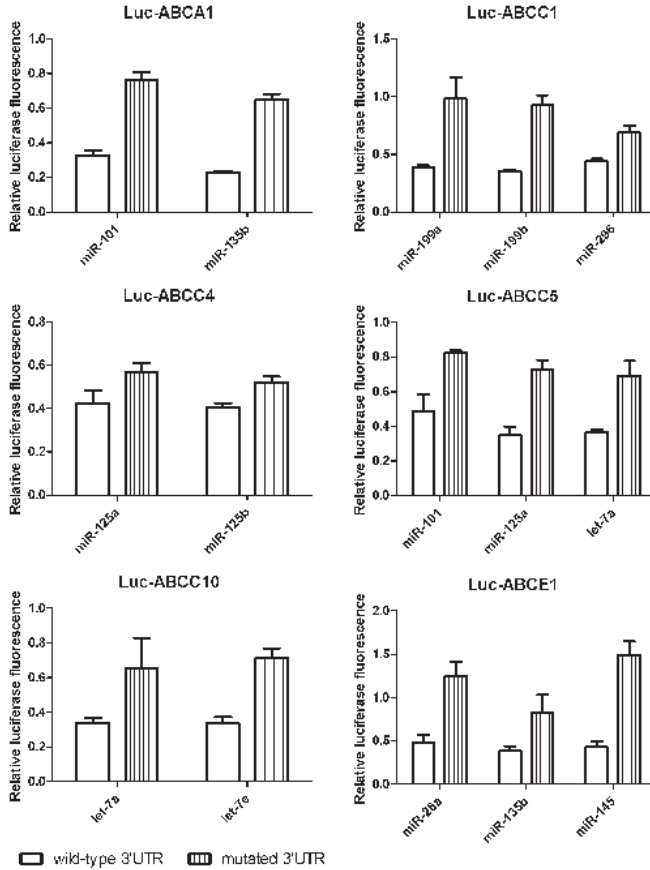 Luc-ABCA1
Relative luciferase fluorescence
1.0
0.8
0.6
0.4
0.2
0.0
miR-101
miR-135b
Luc-ABCC1
Relative luciferase fluorescence
1.5
1.0
0.5
0.0
miR-199a
miR-199b
miR-296
Luc-ABCC4
Relative luciferase fluorescence
0.8
0.6
0.4
0.2
0.0
miR-125a
miR-125b
Luc-ABCC5
Relative luciferase fluorescence
1.0
0.8
0.6
0.4
0.2
0.0
miR-101
miR-125a
let-7a
Luc-ABCC10
Relative luciferase fluorescence
1.0
0.8
0.6
0.4
0.2
0.0
let-7a
let-7e
Luc-ABCE1
Relative luciferase fluorescence
2.0
1.5
1.0
0.5
0.0
miR-26a
miR-135b
miR-145
wild-type 3'UTR
mutated 3'UTR